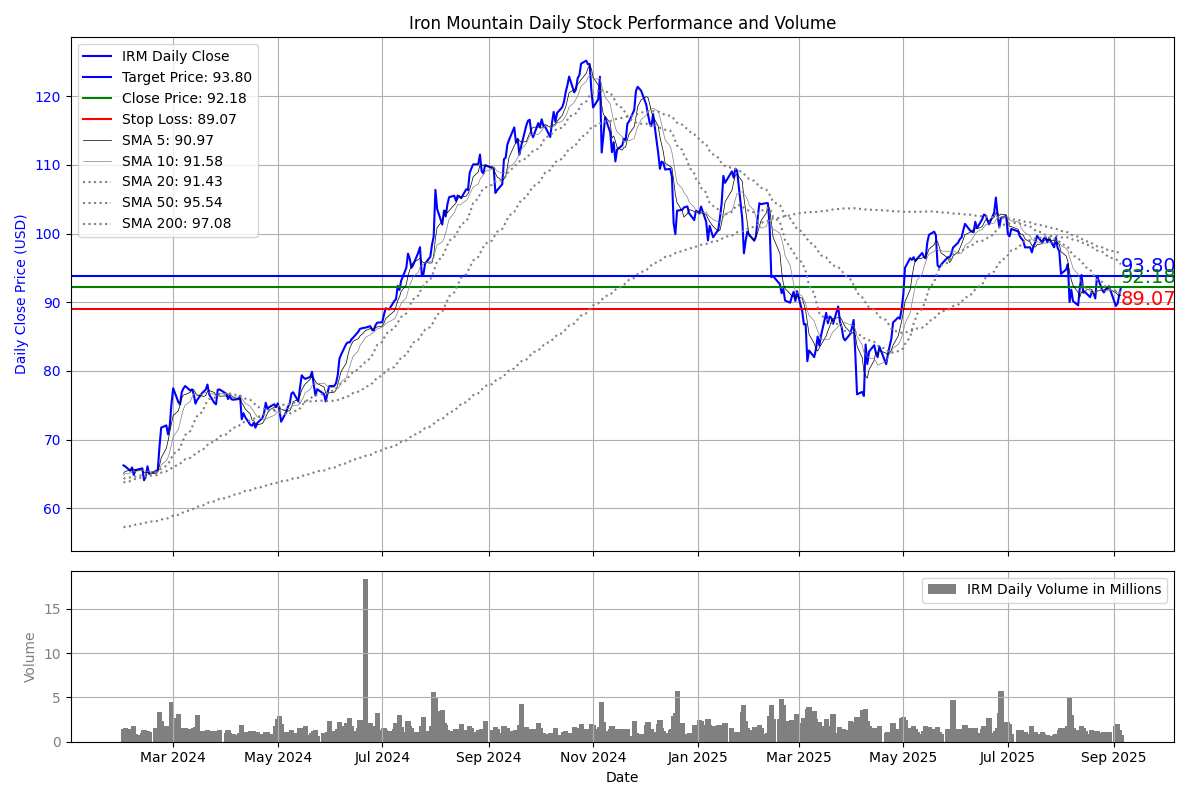 Iron Mountain Daily Stock Performance and Volume
IRM Daily Close
Target Price: 93.80
Close Price: 92.18
Stop Loss: 89.07
SMA 5: 90.97
SMA 10: 91.58
SMA 20: 91.43
SMA 50: 95.54
SMA 200: 97.08
Daily Close Price (USD)
120
110
100
90
80
70
60
93.80
92.18
89.07
IRM Daily Volume in Millions
Volume
15
10
5
0
Mar 2024 May 2024 Jul 2024 Sep 2024 Nov 2024 Jan 2025 Mar 2025 May 2025 Jul 2025 Sep 2025
Date